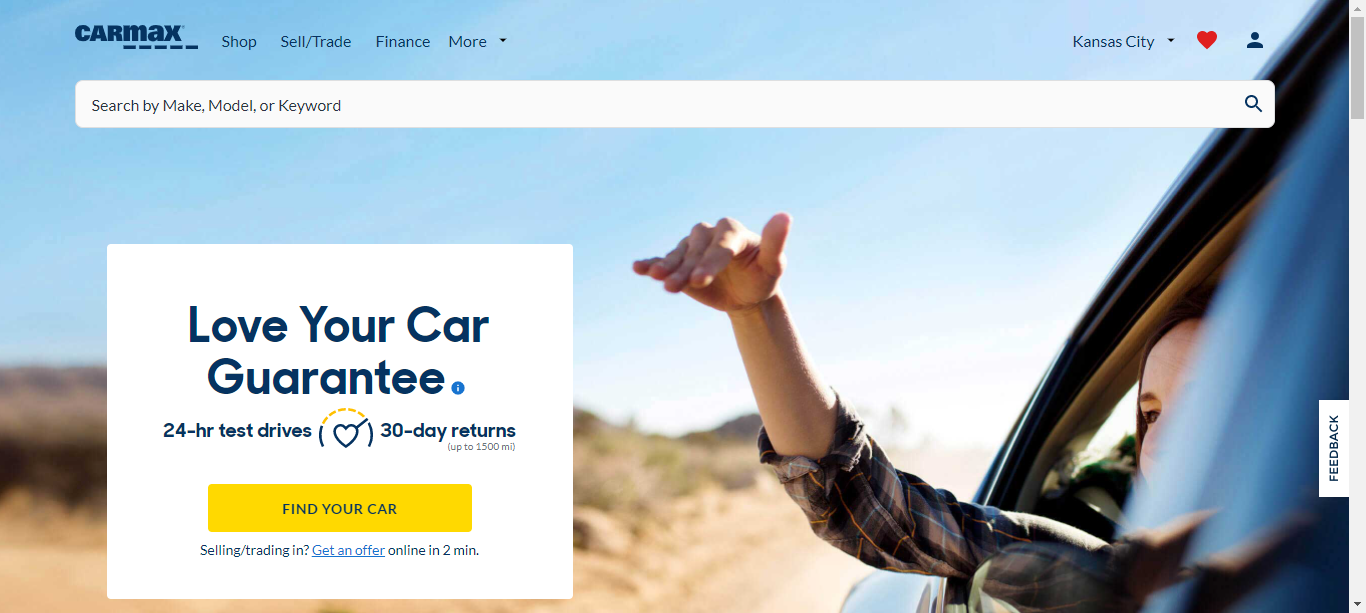 CARMAX Shop Sell/Trade Finance More Kansas City
Search by Make, Model, or Keyword
Love Your Car
Guarantee
24-hr test drives 30-day returns
(up to 1500 mi)
FIND YOUR CAR
Selling/trading in? Get an offer online in 2 min.
FEEDBACK